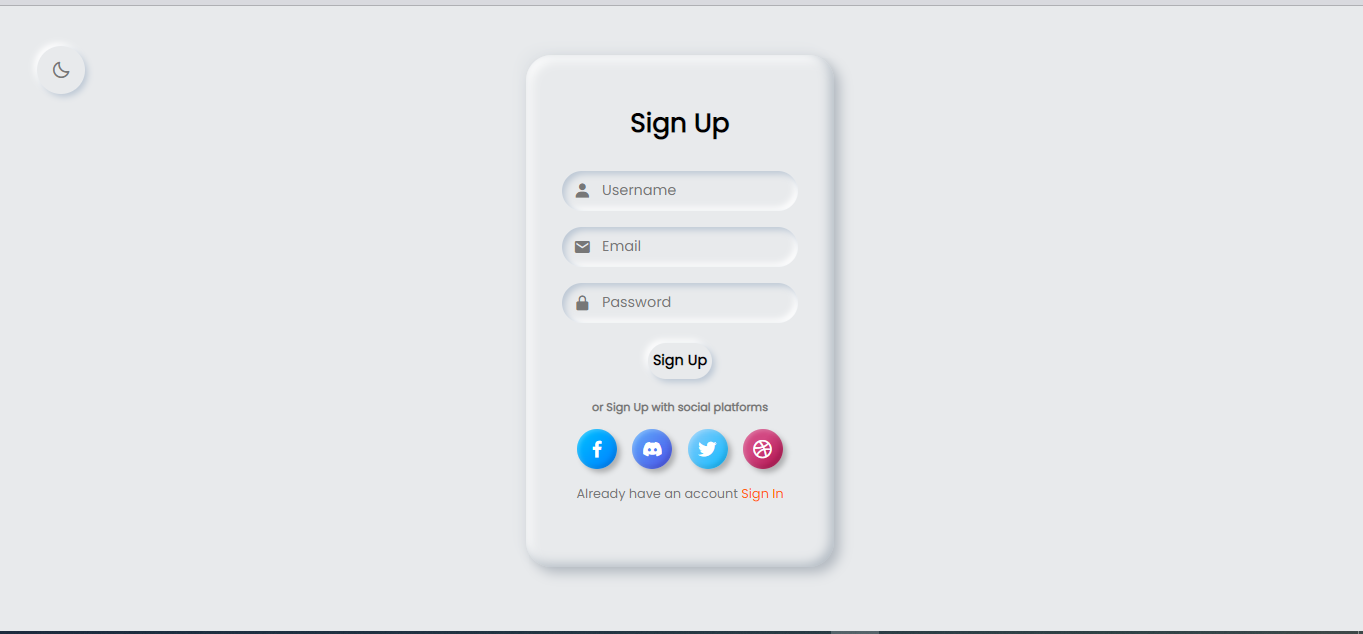 Sign Up
Username
Email
Password
Sign Up
or Sign Up with social platforms
Already have an account Sign In